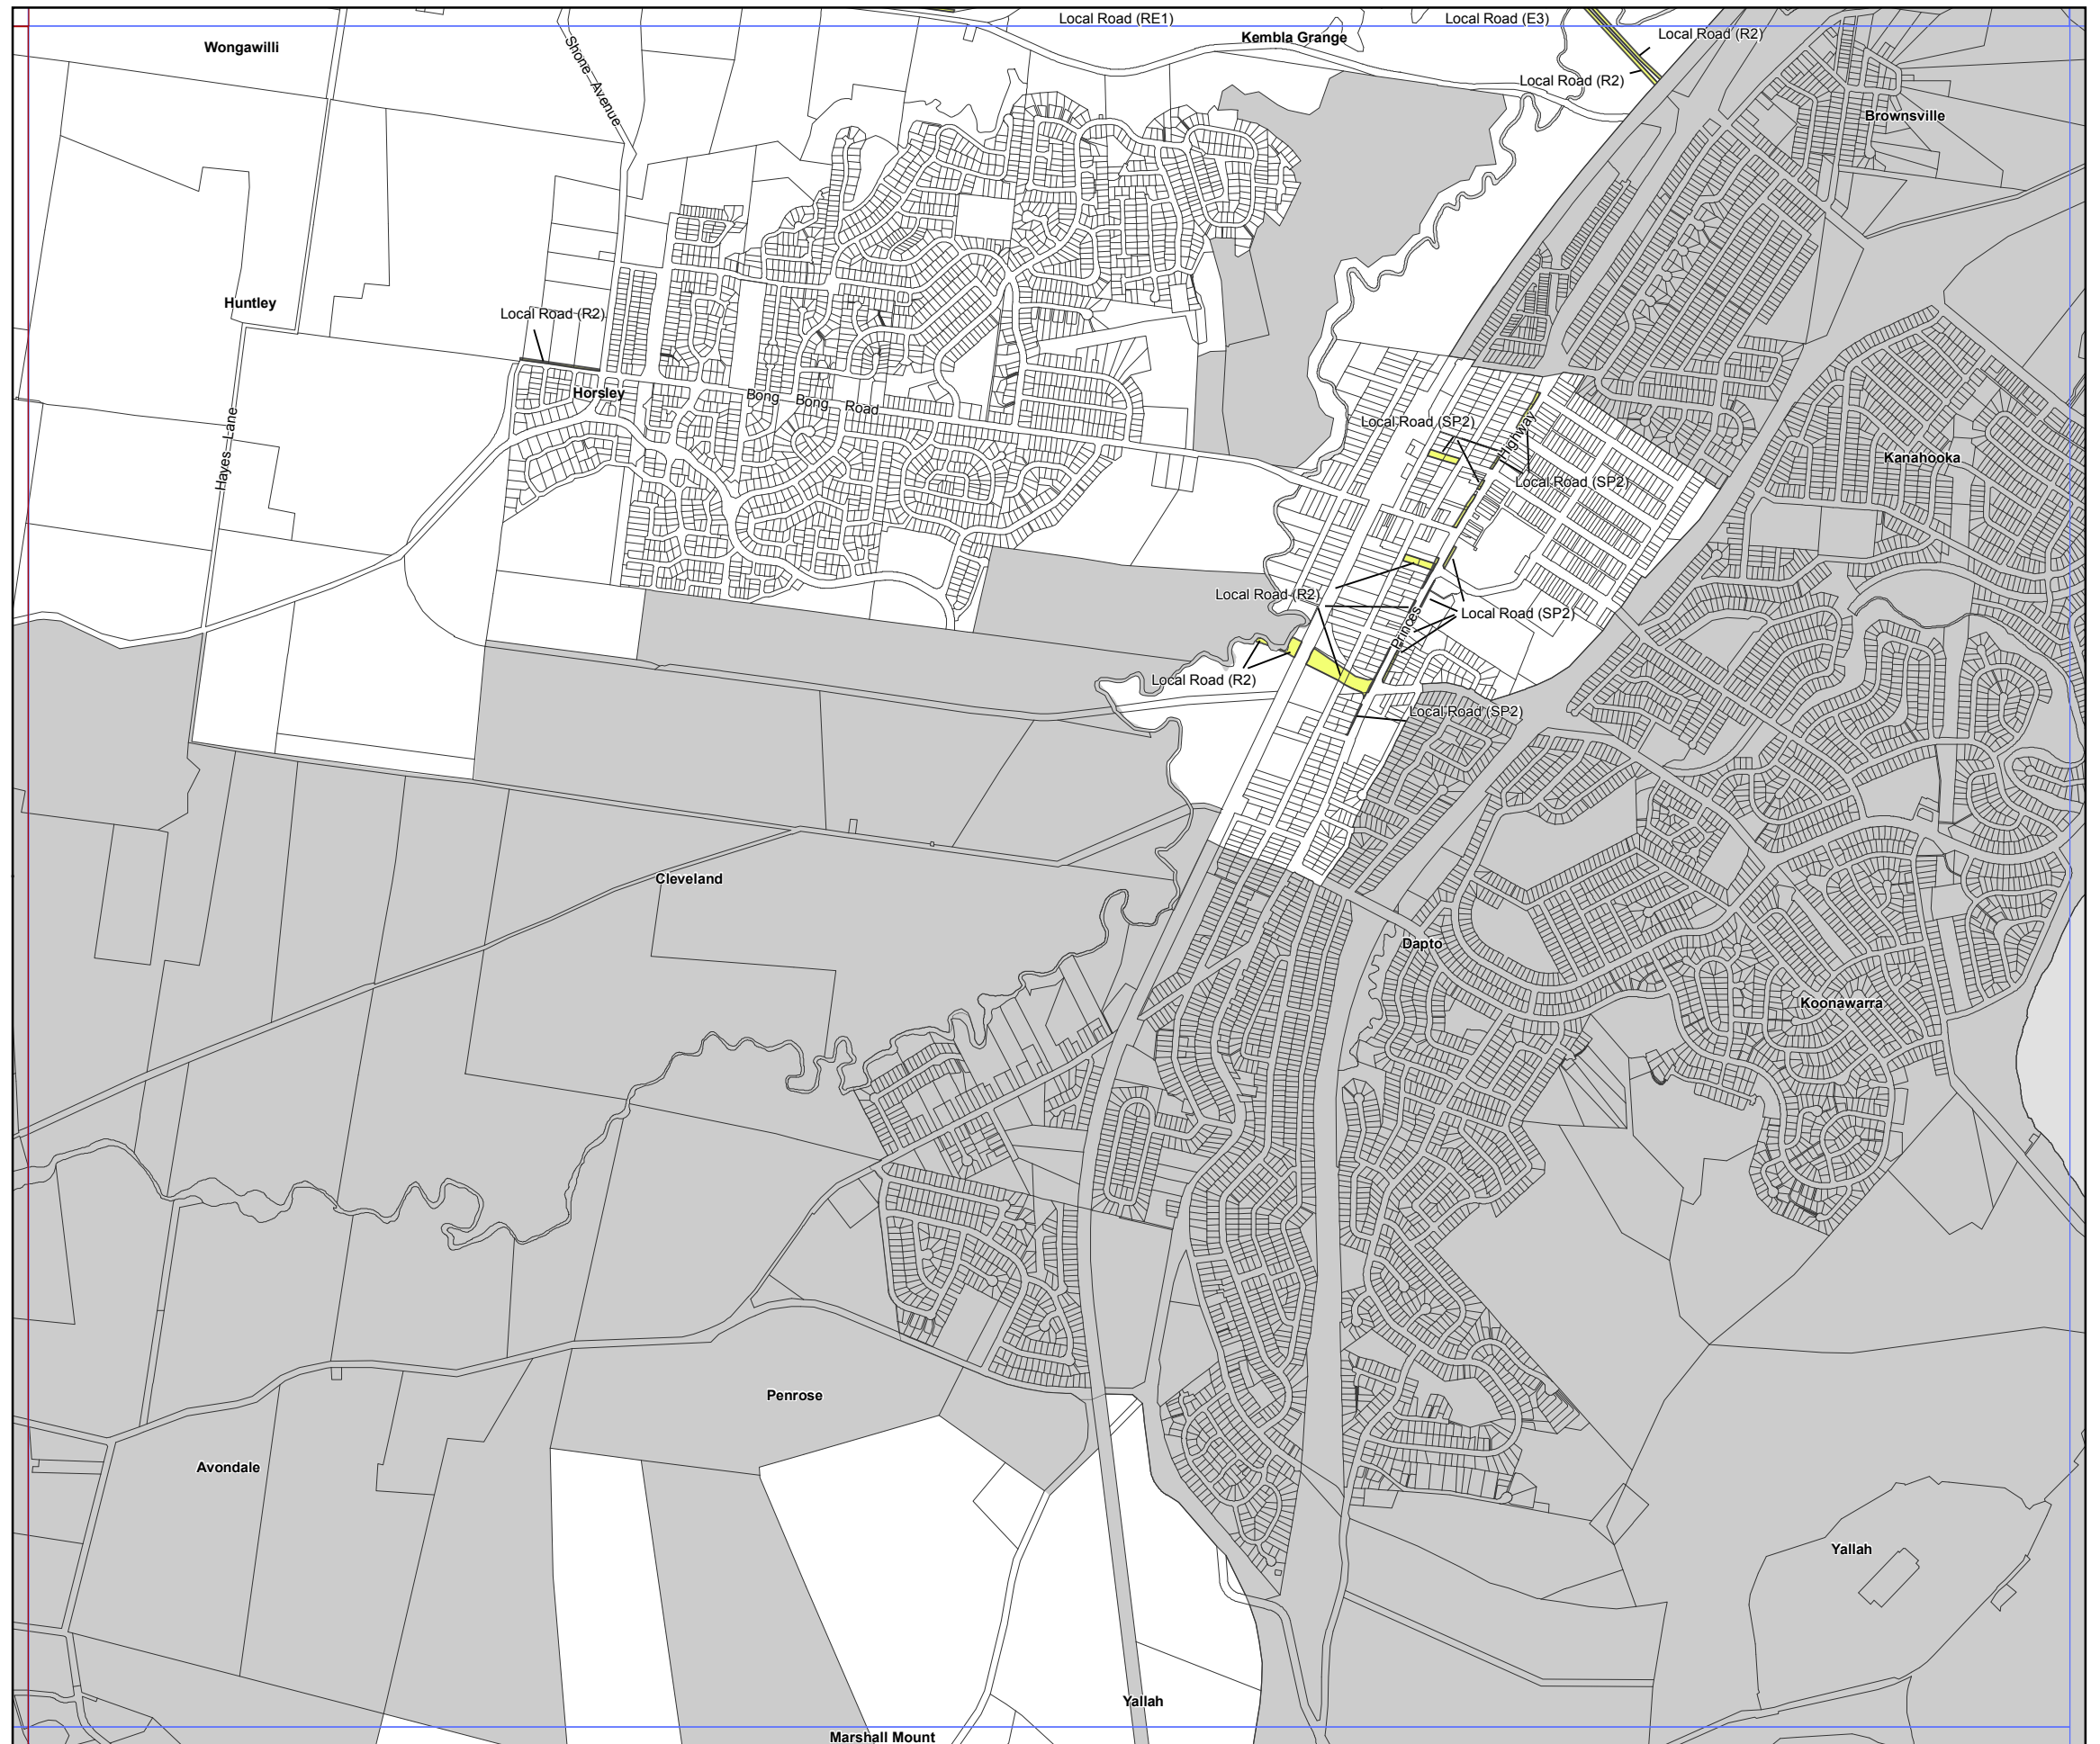 Local Road (RE1)
Local Road (E3)
Local Road (R2)
Kembla Grange
Wongawilli
Shone Avenue
Local Road (R2)
Brownsville
Huntley
Local Road (R2)
Horsley
Bong Bong Road
Hayes Lane
Local Road (SP2)
Highway
Kanahooka
Local Road (SP2)
Local Road (R2)
Princes
Local Road (SP2)
Local Road (R2)
Local Road (SP2)
Cleveland
Dapto
Koonawarra
Penrose
Avondale
Yallah
Yallah
Marshall Mount